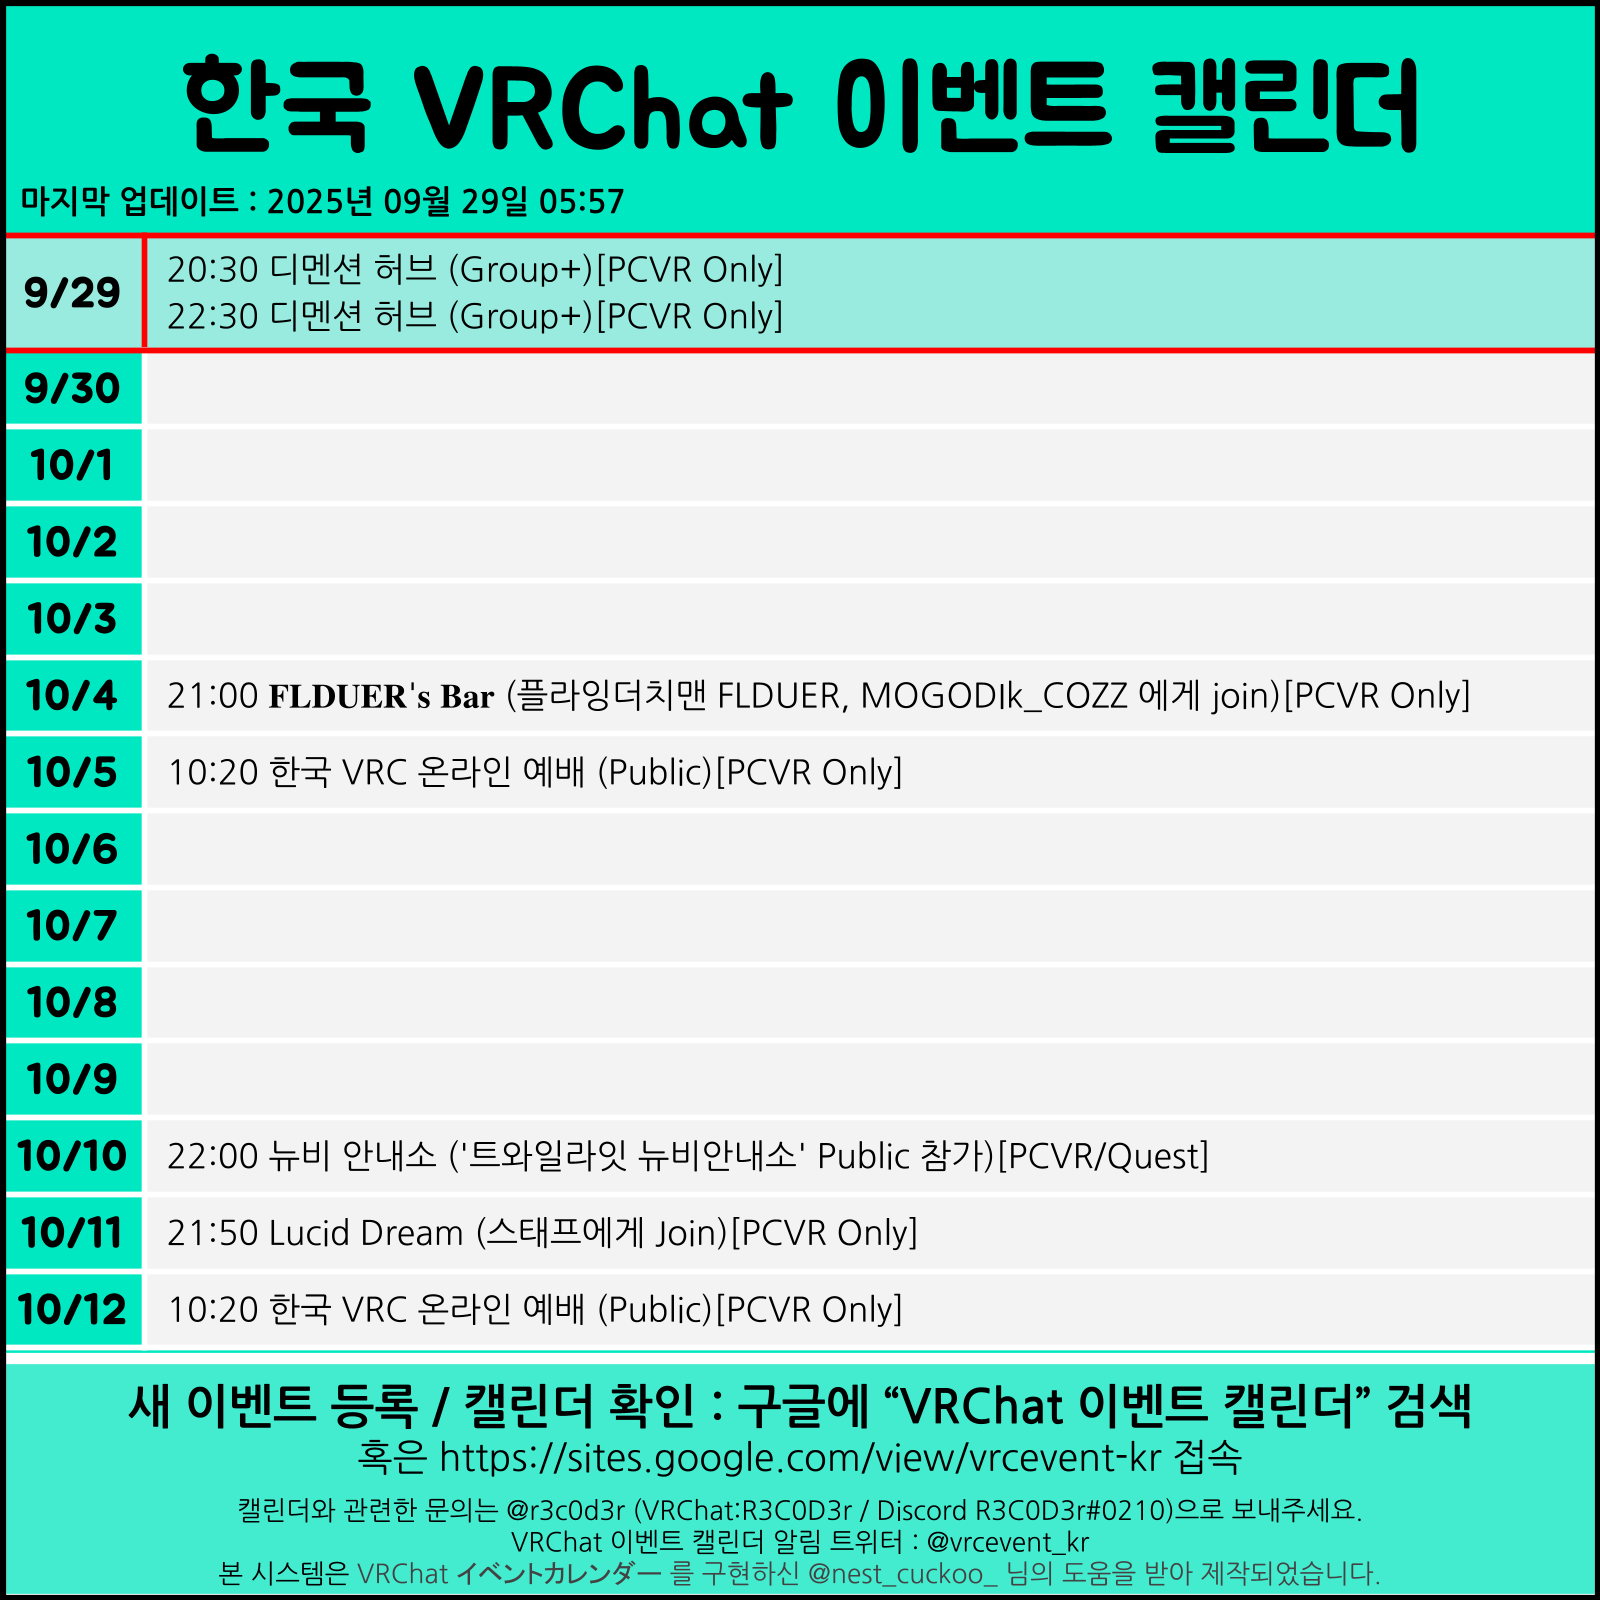 한국 VRChat 이벤트 캘린더
마지막 업데이트 : 2025년 09월 29일 05:57
9/29
20:30 디멘션 허브 (Group+)[PCVR Only]
22:30 디멘션 허브 (Group+)[PCVR Only]
9/30
10/1
10/2
10/3
10/4 21:00 FLDUER's Bar (플라잉더치맨 FLDUER, MOGODIk_COZZ 에게 join)[PCVR Only]
10/5 10:20 한국 VRC 온라인 예배 (Public)[PCVR Only]
10/6
10/7
10/8
10/9
10/10 22:00 뉴비 안내소 ('트와일라잇 뉴비안내소' Public 참가)[PCVR/Quest]
10/11 21:50 Lucid Dream (스태프에게 Join)[PCVR Only]
10/12 10:20 한국 VRC 온라인 예배 (Public)[PCVR Only]
새 이벤트 등록 / 캘린더 확인 : 구글에 “VRChat 이벤트 캘린더” 검색
혹은 https://sites.google.com/view/vrcevent-kr 접속
캘린더와 관련한 문의는 @r3c0d3r (VRChat:R3C0D3r / Discord R3C0D3r#0210)으로 보내주세요.
VRChat 이벤트 캘린더 알림 트위터 : @vrcevent_kr
본 시스템은 VRChat イベントカレンダー 를 구현하신 @nest_cuckoo_ 님의 도움을 받아 제작되었습니다.